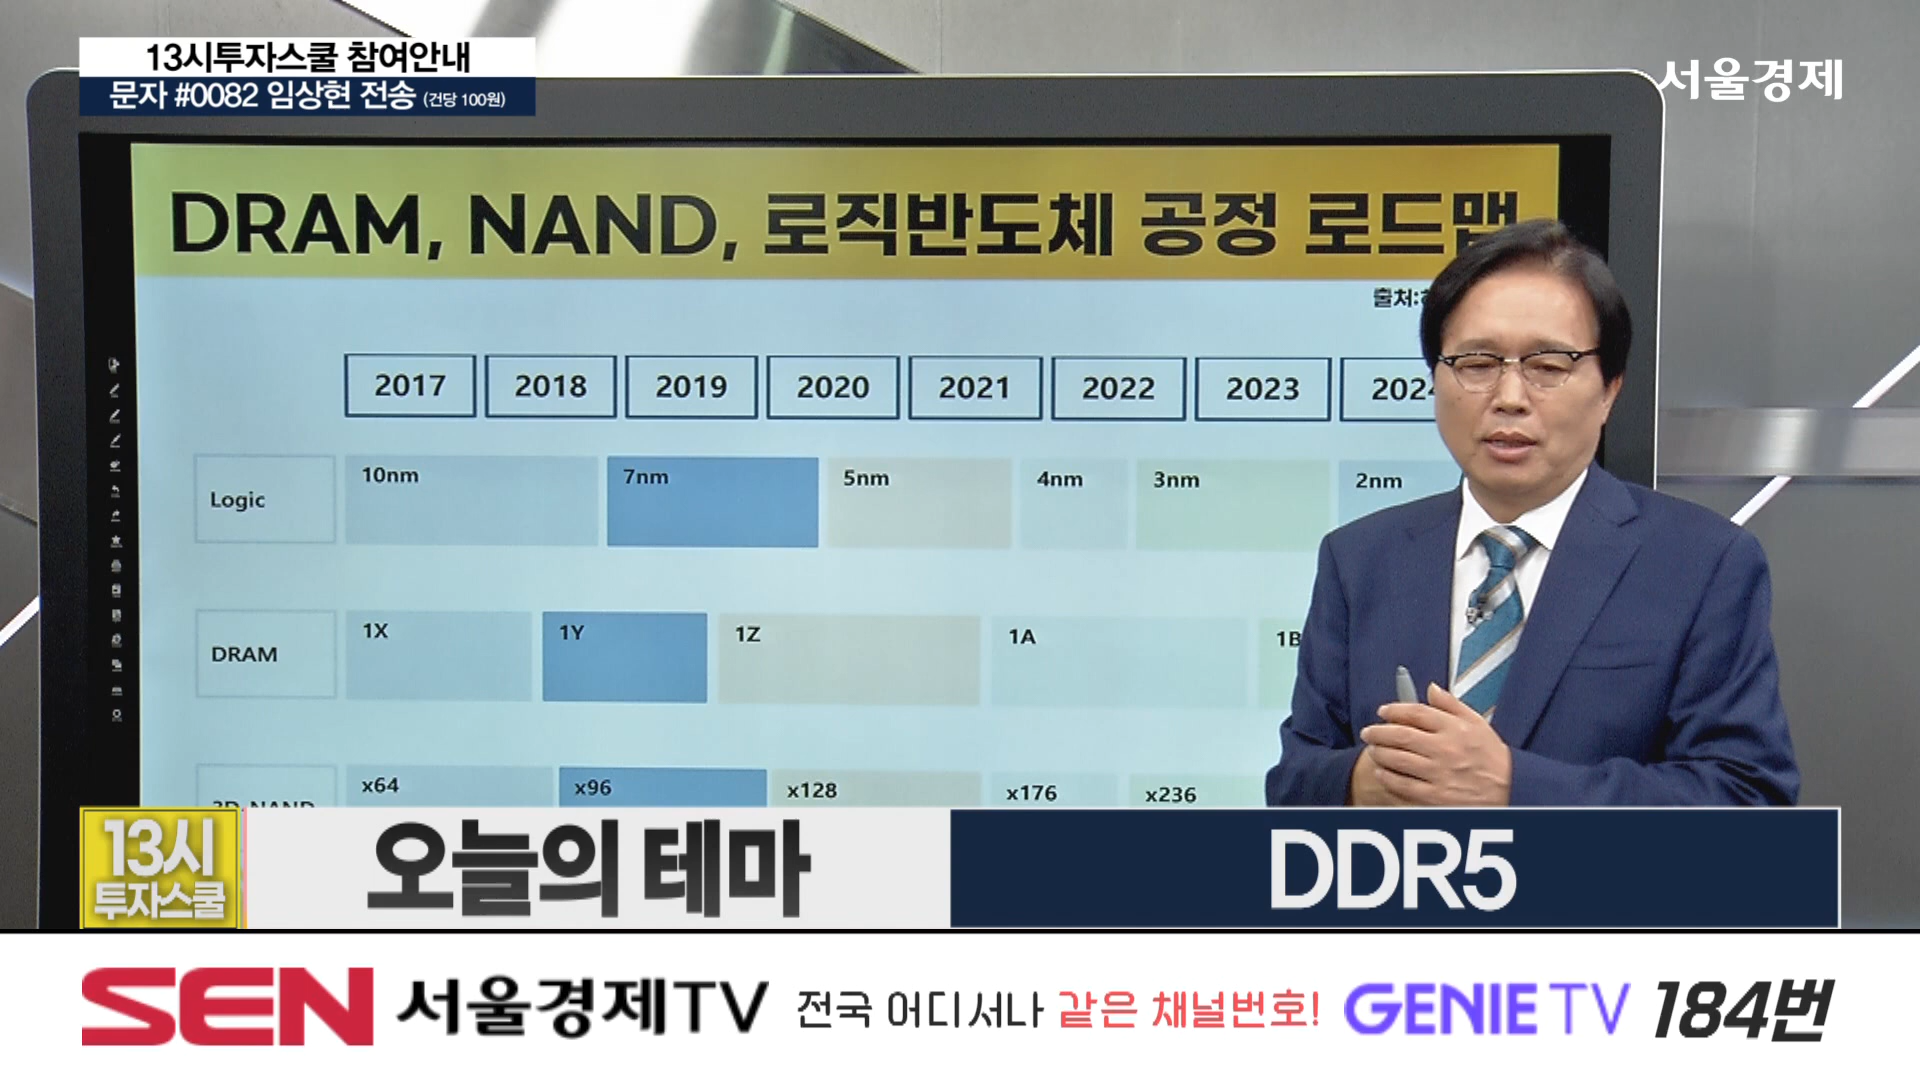 13시투자스쿨 참여안내
문자 #0082 임상현 전송 (건당 100원)
서울경제
DRAM, NAND, 로직반도체 공정 로드맵
출처:
2017 2018 2019 2020 2021 2022 2023
Logic 10nm 7nm 5nm 4nm 3nm 2nm
DRAM 1X 1Y 1Z 1A 1B
3D NAND x64 x96 x128 x176 x236
13시
투자스쿨
오늘의 테마 DDR5
SEN 서울경제TV 전국 어디서나 같은 채널번호! GENIE TV 184번